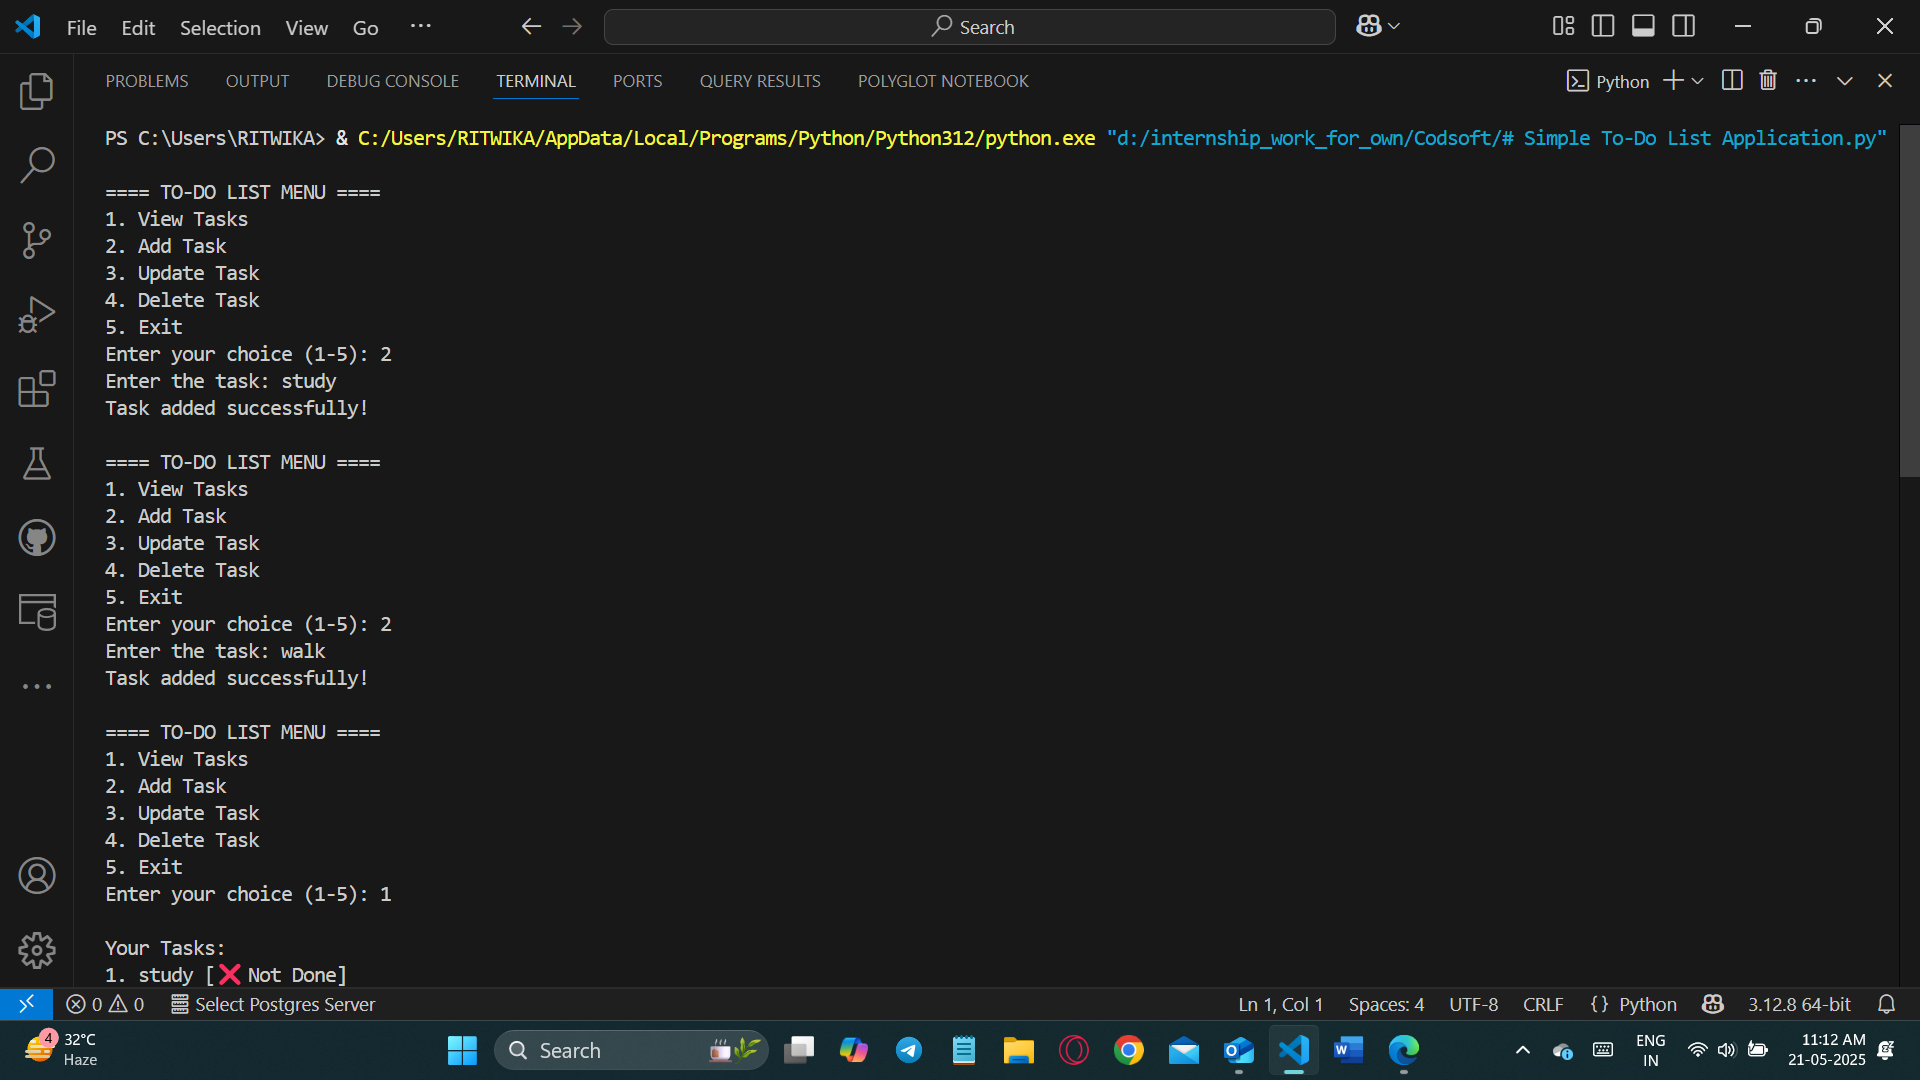 File Edit Selection View Go ··· Search
PROBLEMS OUTPUT DEBUG CONSOLE TERMINAL PORTS QUERY RESULTS POLYGLOT NOTEBOOK Python
PS C:\Users\RITWIKA> & C:/Users/RITWIKA/AppData/Local/Programs/Python/Python312/python.exe "d:/internship_work_for_own/Codsoft/# Simple To-Do List Application.py"
==== TO-DO LIST MENU ====
1. View Tasks
2. Add Task
3. Update Task
4. Delete Task
5. Exit
Enter your choice (1-5): 2
Enter the task: study
Task added successfully!
==== TO-DO LIST MENU ====
1. View Tasks
2. Add Task
3. Update Task
4. Delete Task
5. Exit
Enter your choice (1-5): 2
Enter the task: walk
Task added successfully!
==== TO-DO LIST MENU ====
1. View Tasks
2. Add Task
3. Update Task
4. Delete Task
5. Exit
Enter your choice (1-5): 1
Your Tasks:
1. study [❌ Not Done]
0 0 Select Postgres Server Ln 1, Col 1 Spaces: 4 UTF-8 CRLF {} Python 3.12.8 64-bit
4 32°C
Haze
Search
ENG
IN
11:12 AM
21-05-2025